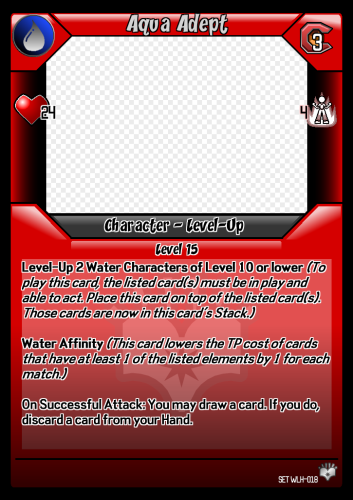 Aqua Adept
3
24
4
Character - Level-Up
Level 15
Level-Up 2 Water Characters of Level 10 or lower (To
play this card, the listed card(s) must be in play and
able to act. Place this card on top of the listed card(s).
Those cards are now in this card's Stack.)
Water Affinity (This card lowers the TP cost of cards
that have at least 1 of the listed elements by 1 for each
match.)
On Successful Attack: You may draw a card. If you do,
discard a card from your Hand.
SET WLH-018